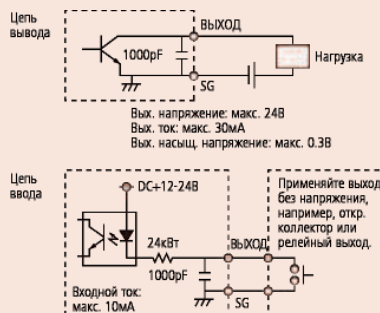 Цепь
вывода
ВЫХОД
1000pF
Нагрузка
SG
Вых. напряжение: макс. 24В
Вых. ток: макс. 30мА
Вых. насыщ. напряжение: макс. 0.3В
Цепь
ввода
DC+12-24В
Применяйте выход
без напряжения,
например, откр.
коллектор или
релейный выход.
24кВт
ВЫХОД
1000pF
Входной ток:
макс. 10мА
SG